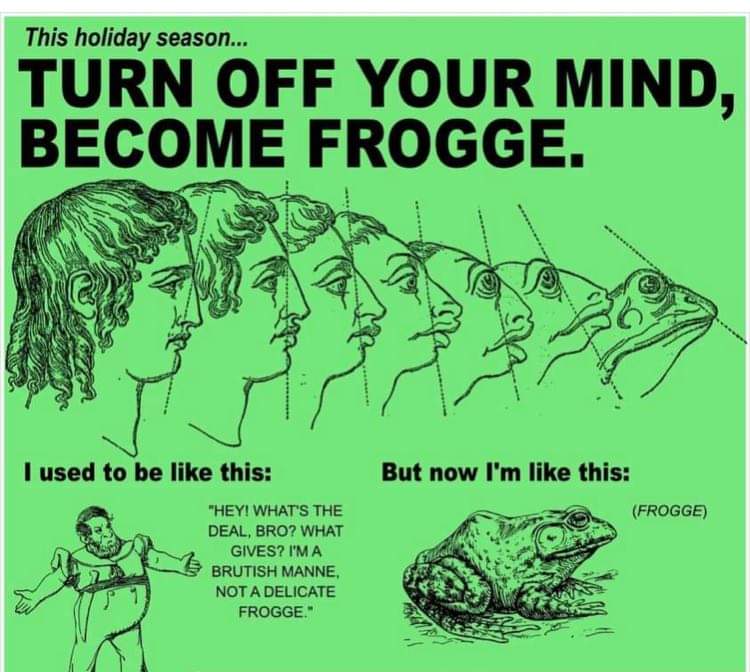 This holiday season...
TURN OFF YOUR MIND,
BECOME FROGGE.
I used to be like this:
"HEY! WHAT'S THE
DEAL, BRO? WHAT
GIVES? I'M A
BRUTISH MANNE,
NOT A DELICATE
FROGGE."
But now I'm like this:
(FROGGE)